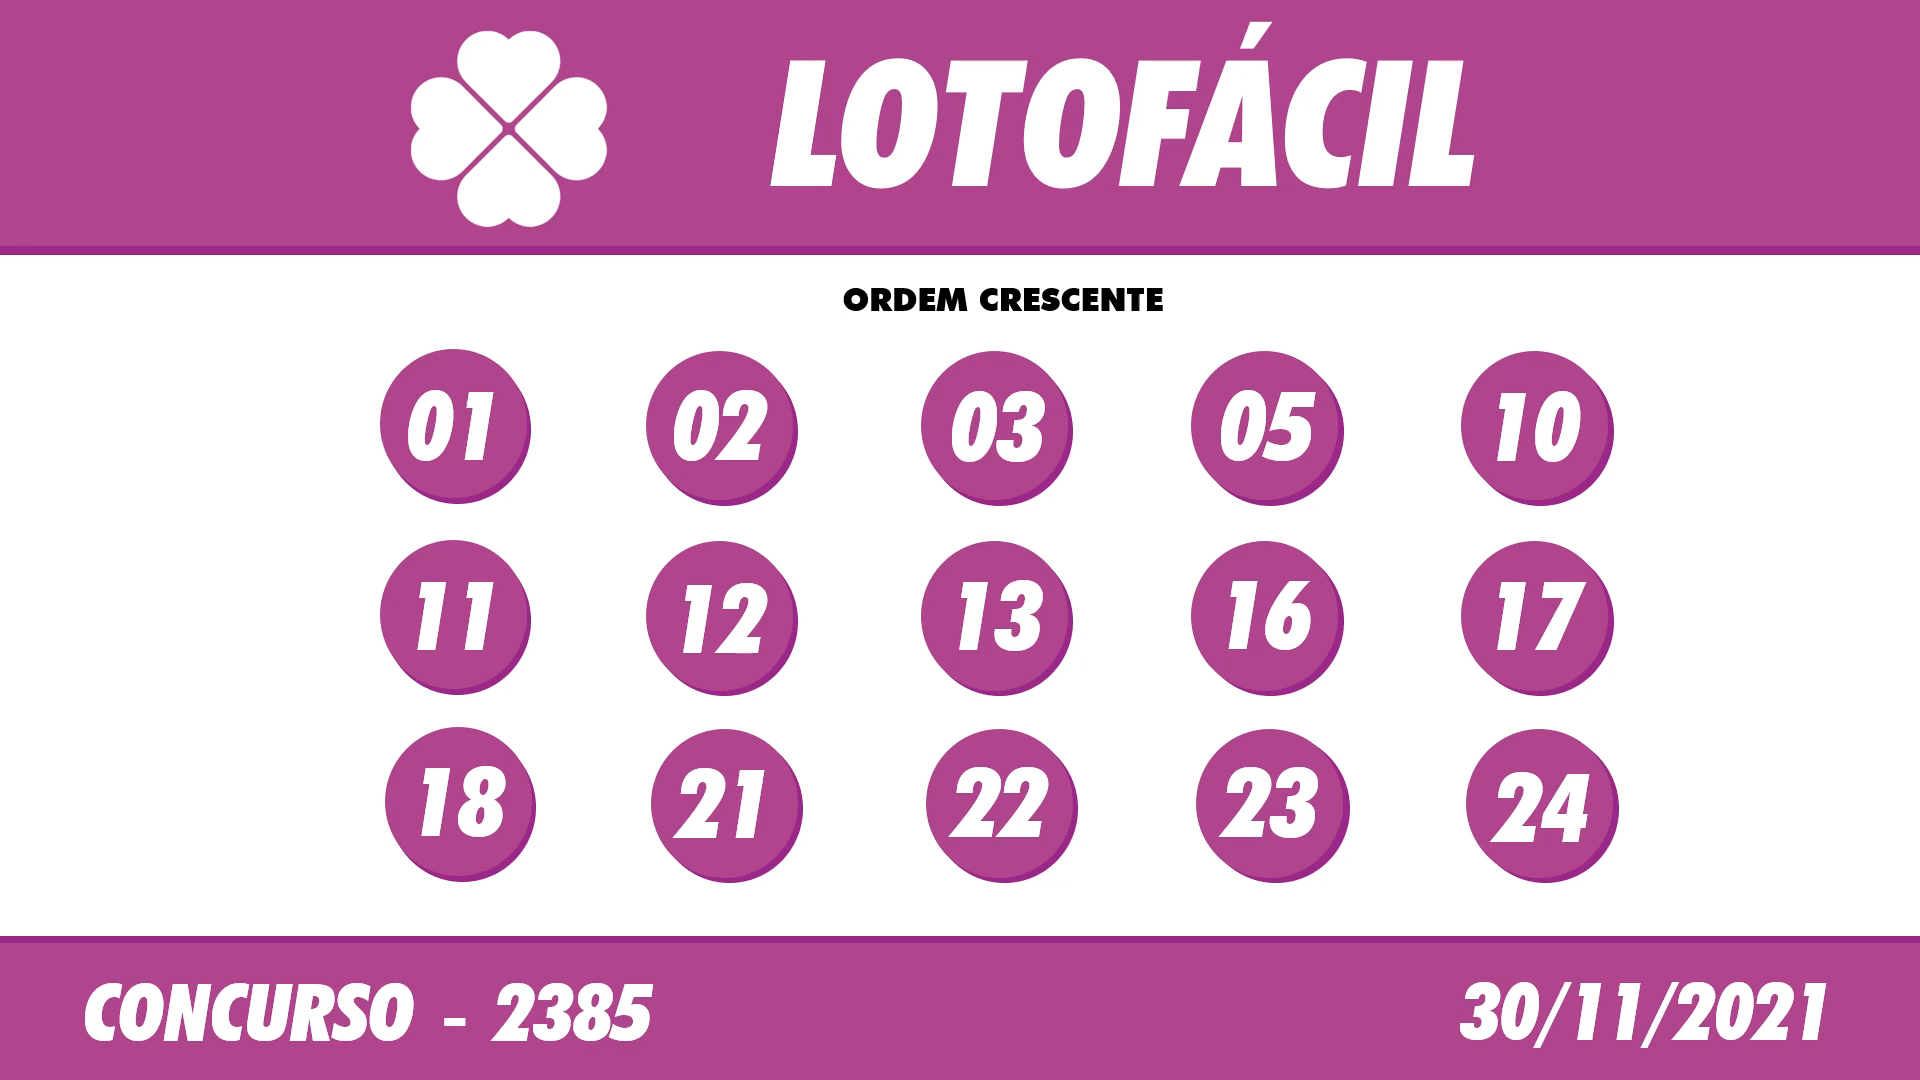 LOTOFÁCIL
ORDEM CRESCENTE
01 02 03 05 10
11 12 13 16 17
18 21 22 23 24
CONCURSO - 2385 30/11/2021